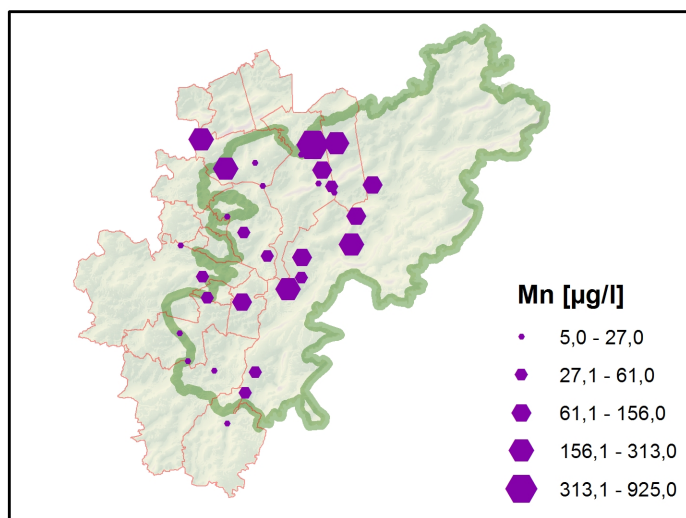 Mn [µg/l]
5,0 - 27,0
27,1 - 61,0
61,1 - 156,0
156,1 - 313,0
313,1 - 925,0